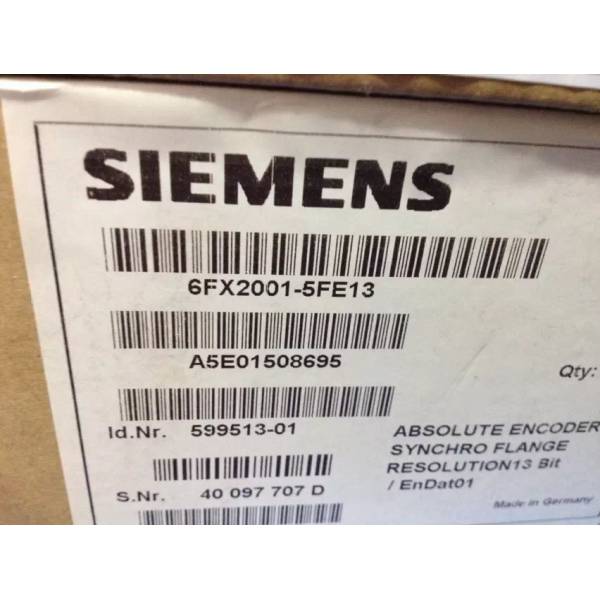 SIEMENS
6FX2001-5FE13
A5E01508695
Qty:
Id.Nr. 599513-01
ABSOLUTE ENCODER
SYNCHRO FLANGE
RESOLUTION13 Bit
/ EnDat01
S.Nr. 40 097 707 D
Made in Germany